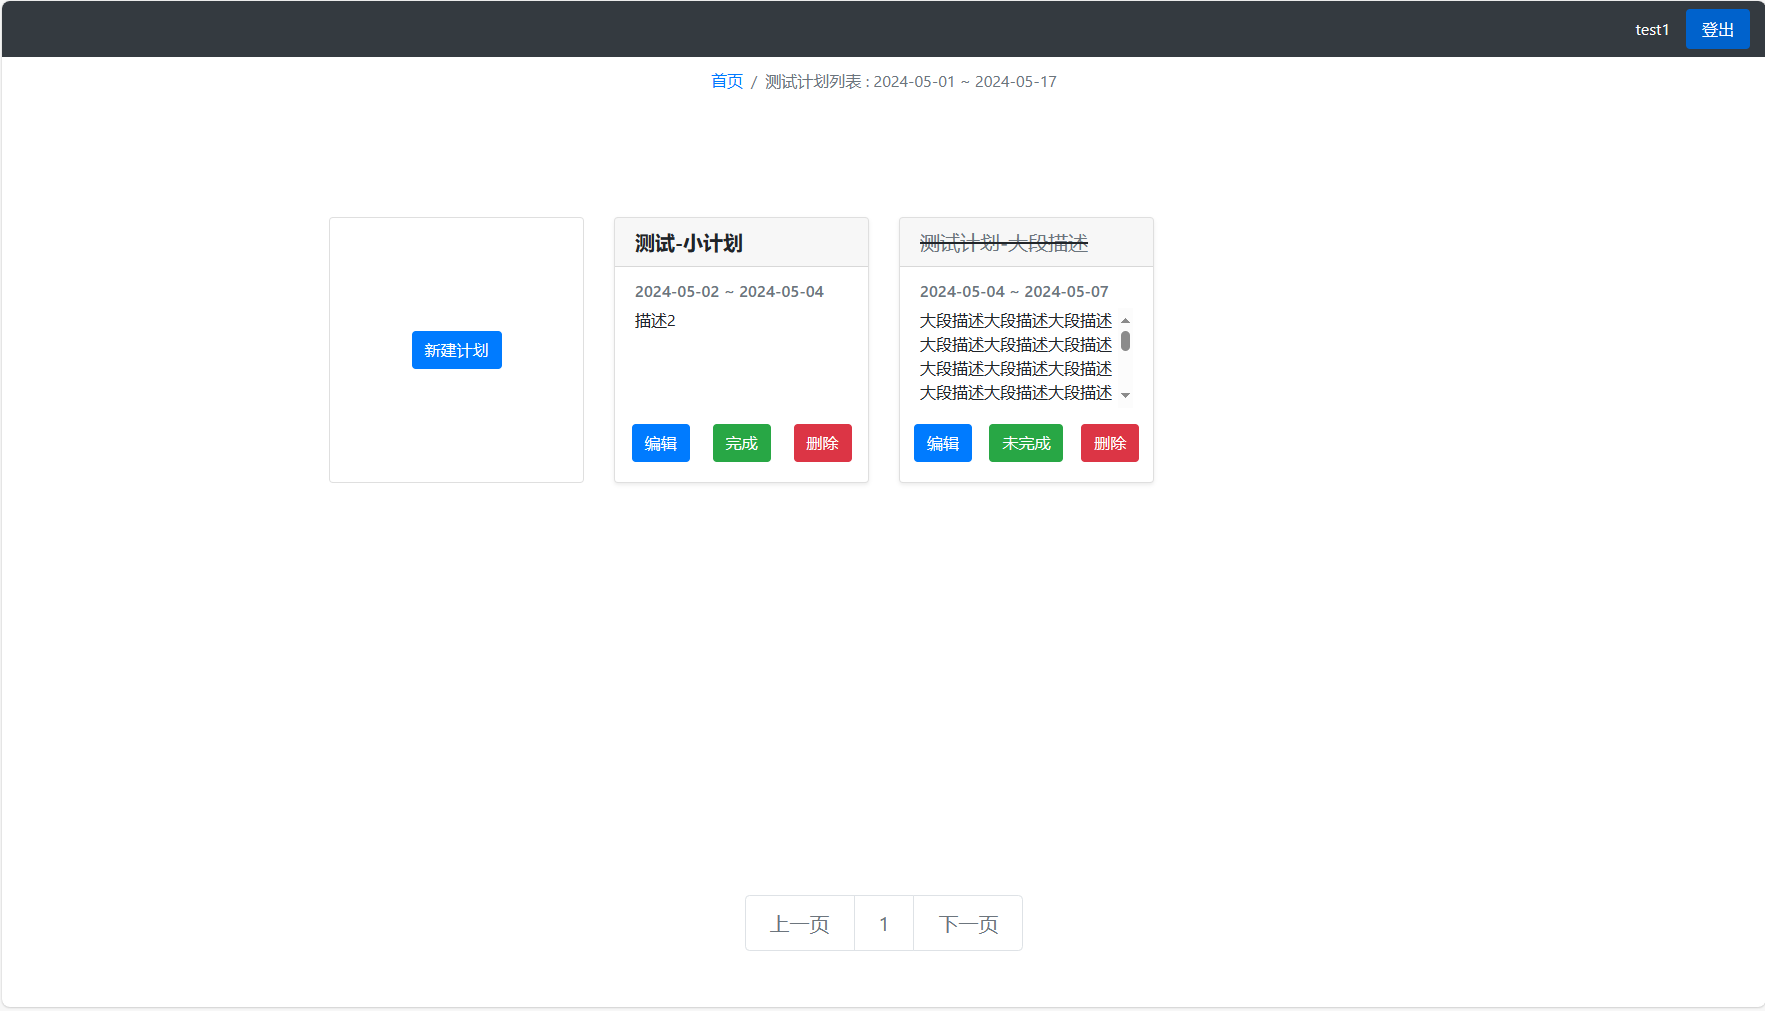 test1 登出
首页 / 测试计划列表 : 2024-05-01 ~ 2024-05-17
新建计划
测试-小计划
2024-05-02 ~ 2024-05-04
描述2
编辑 完成 删除
测试计划-大段描述
2024-05-04 ~ 2024-05-07
大段描述大段描述大段描述
大段描述大段描述大段描述
大段描述大段描述大段描述
大段描述大段描述大段描述
编辑 未完成 删除
上一页 1 下一页